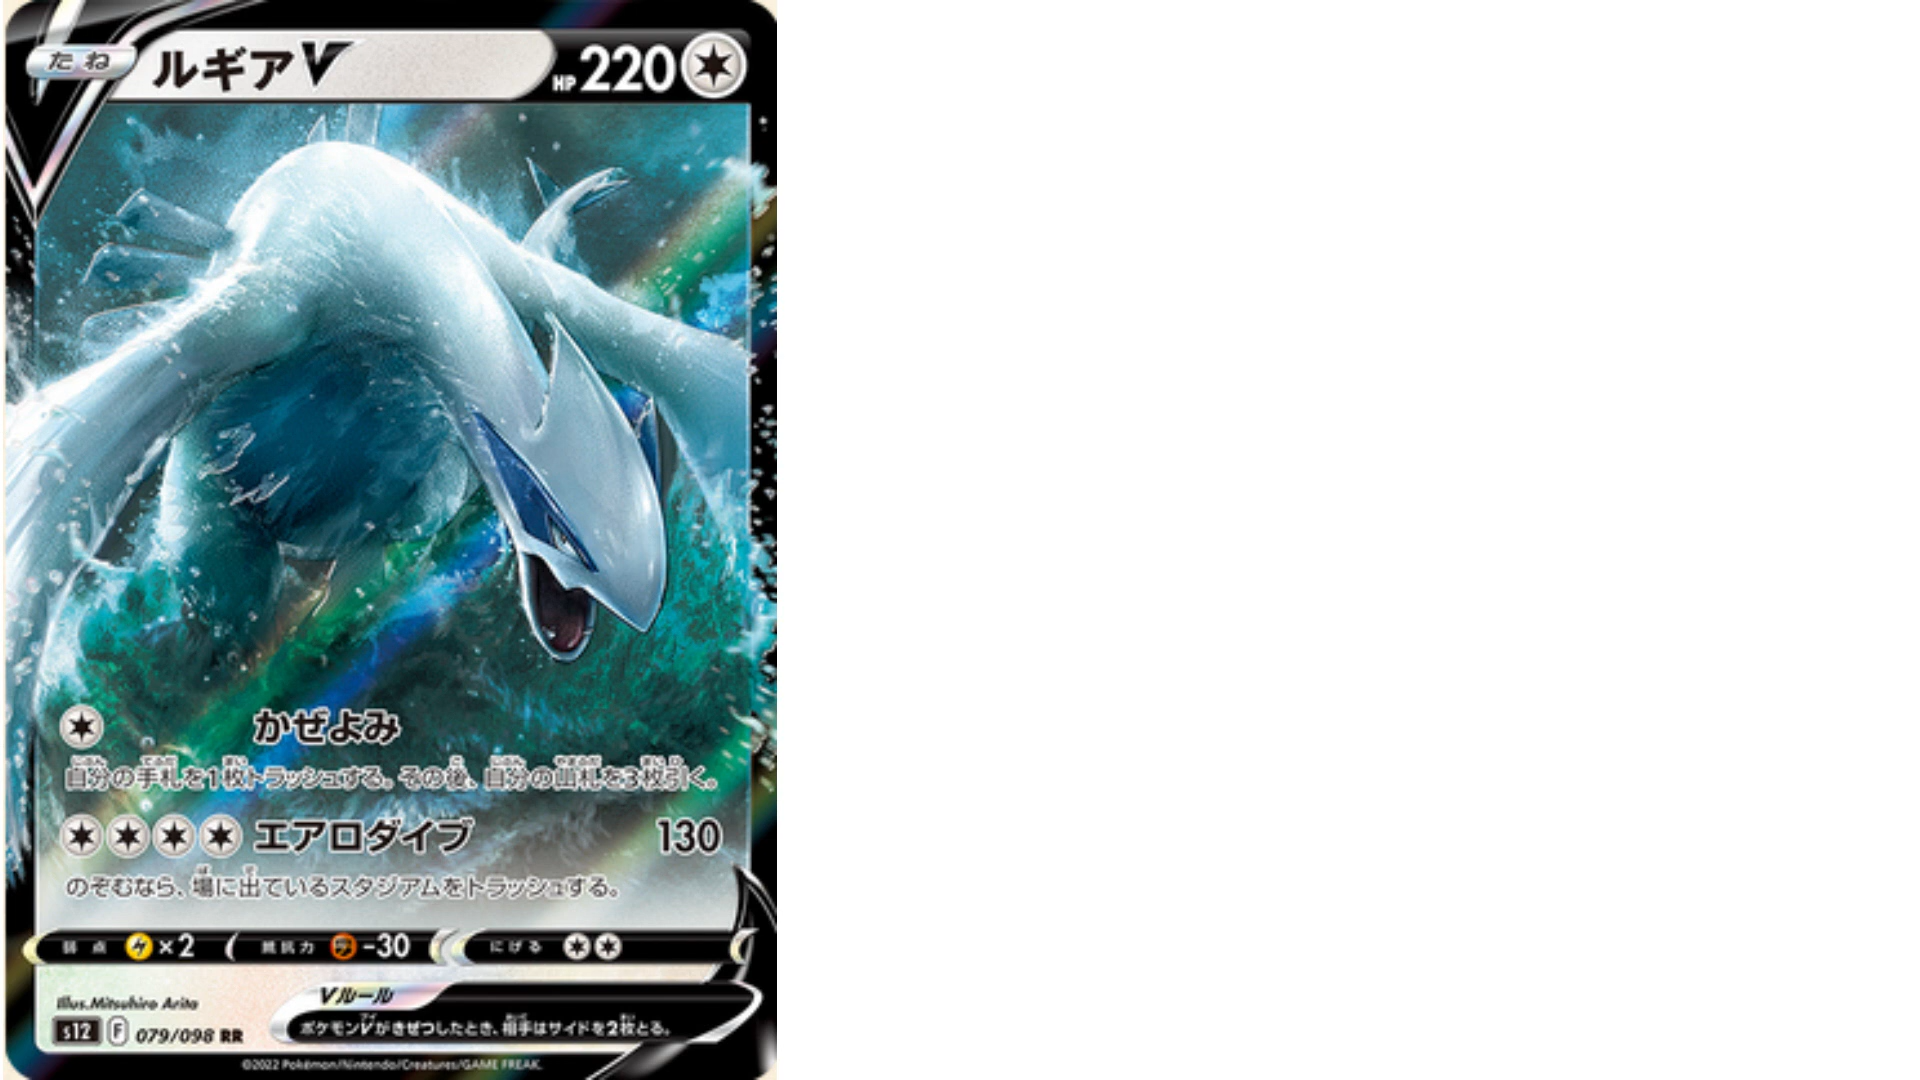 たね ルギアV HP220
かぜよみ
自分の手札を1枚トラッシュする。その後、自分の山札を3枚引く。
エアロダイブ 130
のぞむなら、場に出ているスタジアムをトラッシュする。
弱点 ×2 抵抗力 -30 にげる
Illus.Mitsuhiro Arita
Vルール
s12 F 079/098 RR
ポケモンVがきぜつしたとき、相手はサイドを2枚とる。
©2022 Pokémon/Nintendo/Creatures/GAME FREAK.